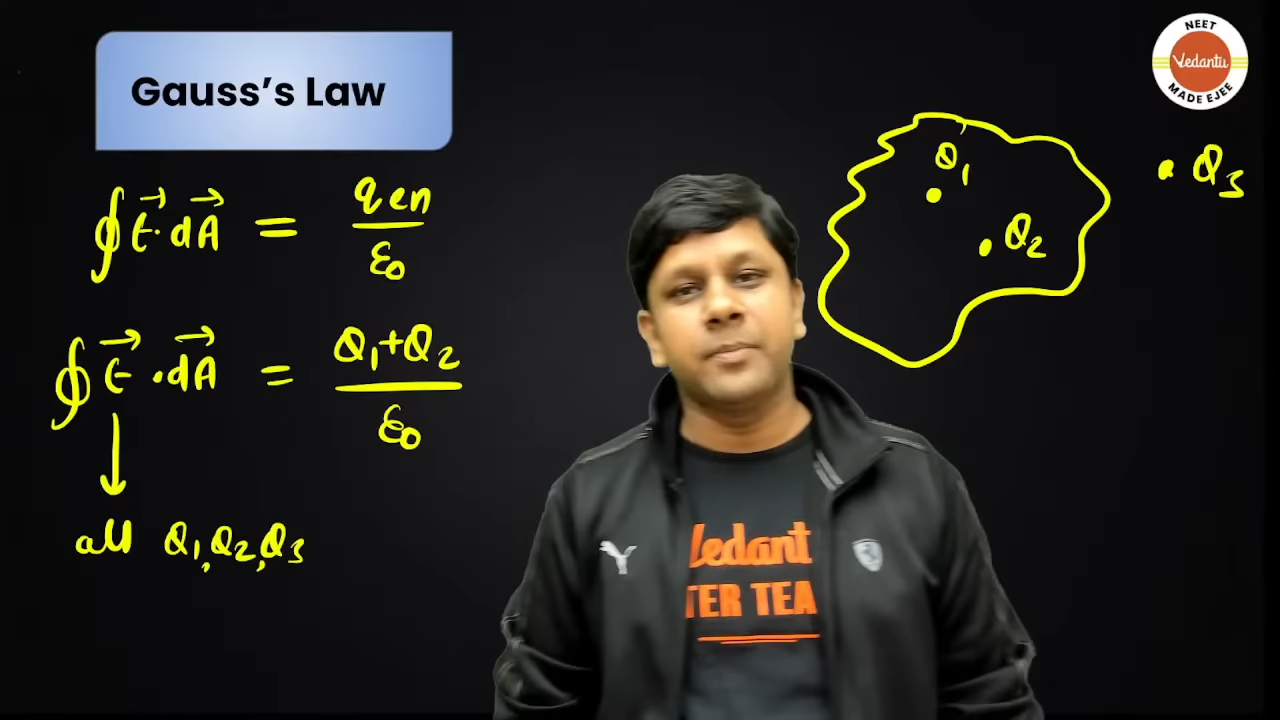 Gauss's Law
∮E⃗·dA⃗ = qen/ε₀
∮E⃗·dA⃗ = Q₁+Q₂/ε₀
all Q₁,Q₂,Q₃
Q₁
Q₂
Q₃
NEET
Vedantu
MADE EJEE
Vedant
TER TEA